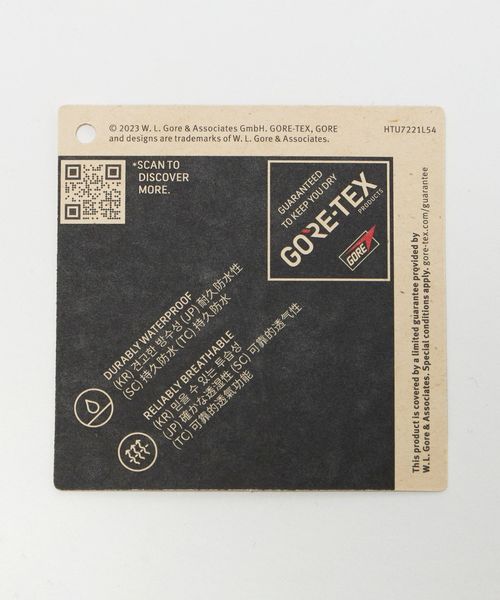 © 2023 W. L. Gore & Associates GmbH. GORE-TEX, GORE
and designs are trademarks of W. L. Gore & Associates.
HTU7221L54
*SCAN TO
DISCOVER
MORE.
GUARANTEED
TO KEEP YOU DRY
GORE-TEX
PRODUCTS
GORE
DURABLY WATERPROOF
(KR) 견고한 방수성 (JP) 耐久防水性
(SC) 持久防水 (TC) 持久防水
RELIABLY BREATHABLE
(KR) 믿을 수 있는 투습성
(JP) 確かな透湿性 (SC) 可靠的透气性
(TC) 可靠的透氣功能
This product is covered by a limited guarantee provided by
W. L. Gore & Associates. Special conditions apply. gore-tex.com/guarantee